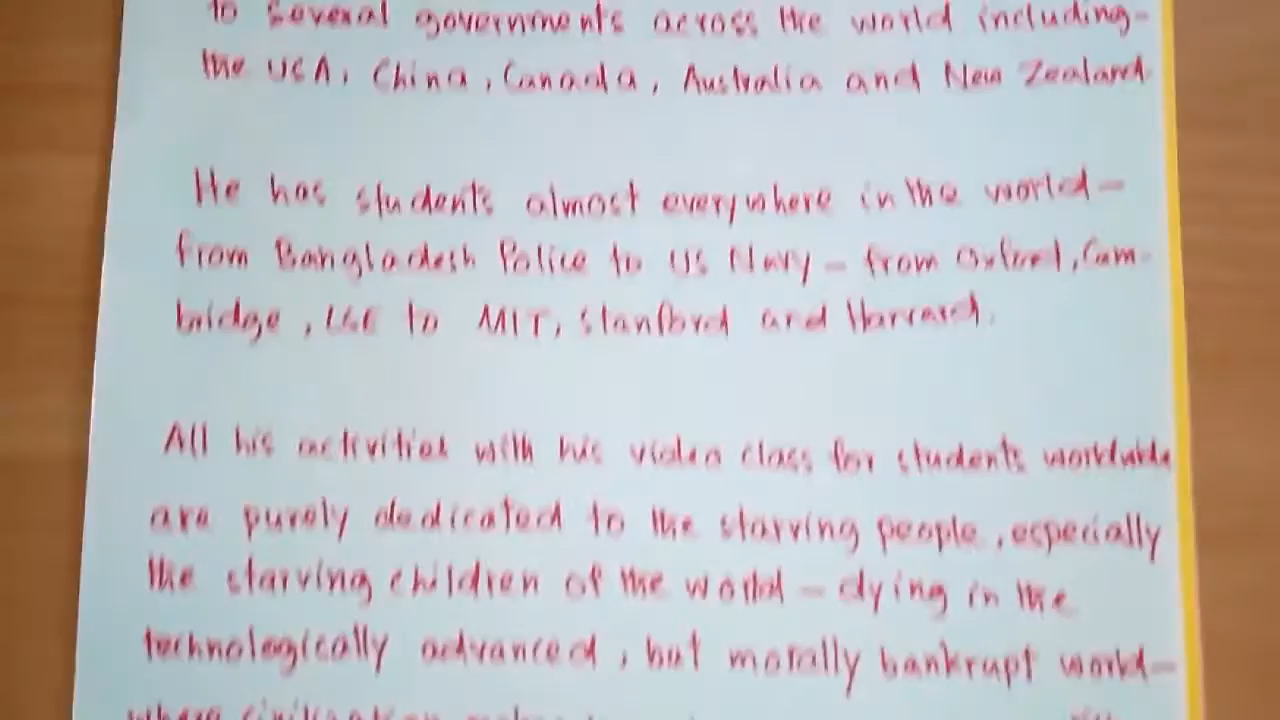 to several governments across the world including-
the USA, China, Canada, Australia and New Zealand
He has students almost everywhere in the world-
from Bangladesh Police to US Navy - from Oxford, Cam-
bridge, LSE to MIT, Stanford and Harvard.
All his activities with his video class for students worldwide
are purely dedicated to the starving people, especially
the starving children of the world - dying in the
technologically advanced, but morally bankrupt world-
where civilization